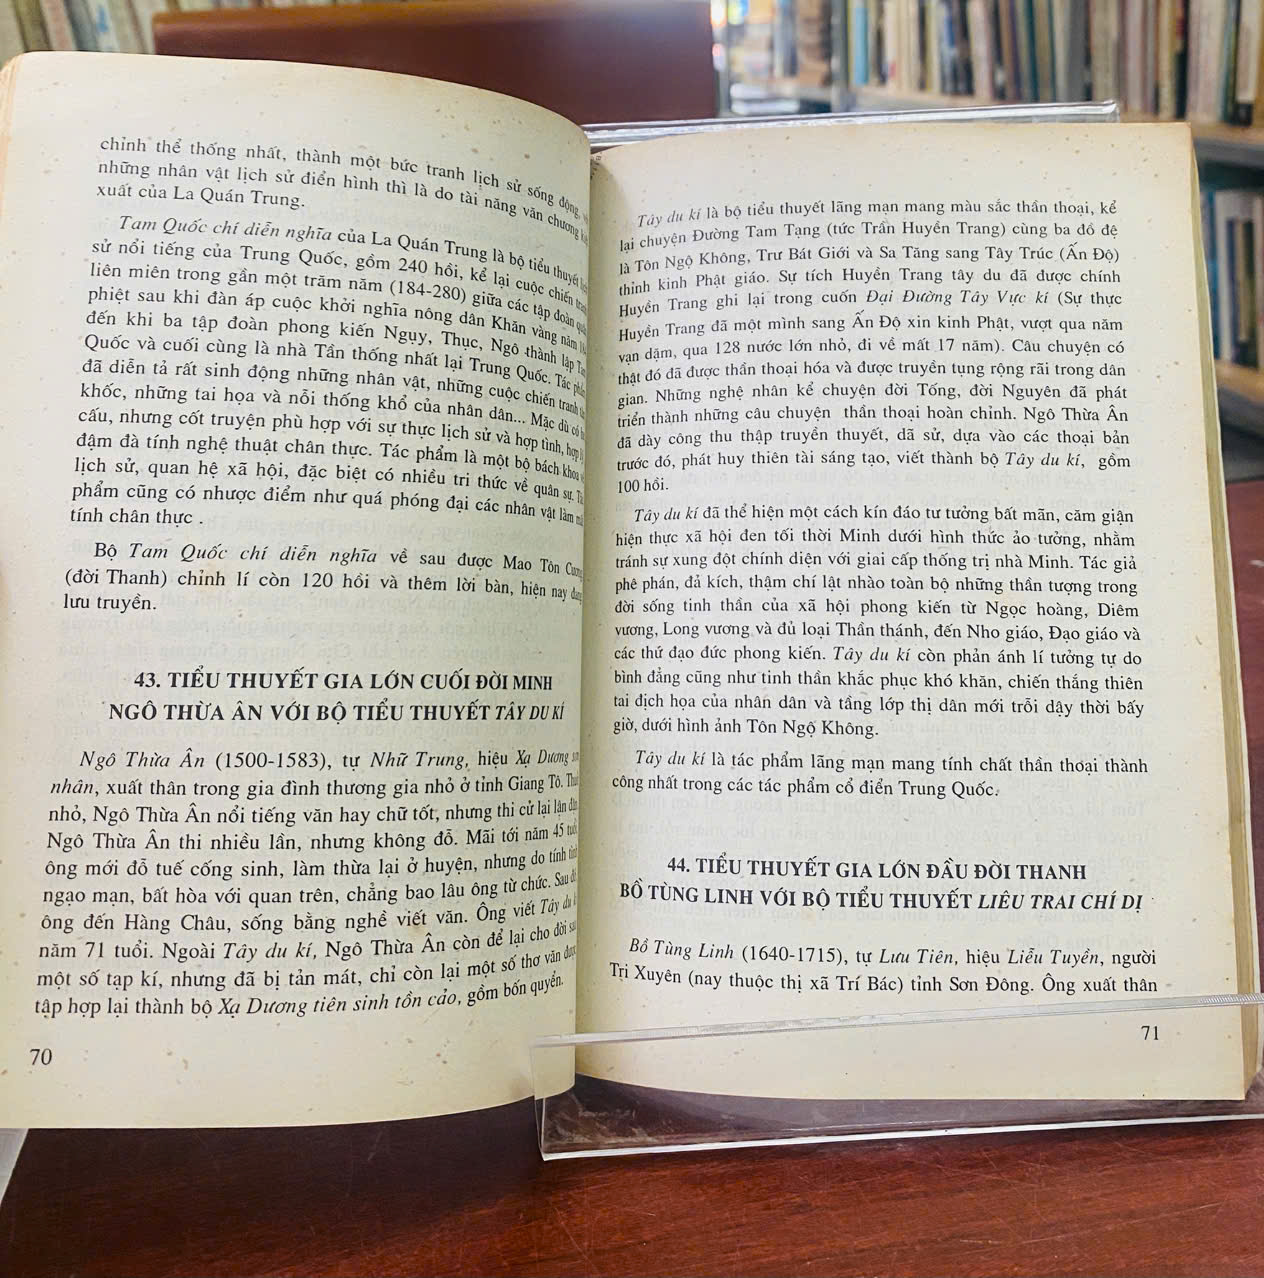 chỉnh thể thống nhất, thành một bức tranh lịch sử sống động,
những nhân vật lịch sử điển hình thì là do tài năng văn chương
xuất của La Quán Trung.
Tam Quốc chí diễn nghĩa của La Quán Trung là bộ tiểu thuyết
sử nổi tiếng của Trung Quốc, gồm 240 hồi, kể lại cuộc chiến tranh
liên miên trong gần một trăm năm (184-280) giữa các tập đoàn quân
phiệt sau khi đàn áp cuộc khởi nghĩa nông dân Khăn vàng năm
đến khi ba tập đoàn phong kiến Ngụy, Thục, Ngô thành lập Tam
Quốc và cuối cùng là nhà Tấn thống nhất lại Trung Quốc. Tác phẩm
đã diễn tả rất sinh động những nhân vật, những cuộc chiến tranh
khốc, những tai họa và nỗi thống khổ của nhân dân... Mặc dù có
cấu, nhưng cốt truyện phù hợp với sự thực lịch sử và hợp tình, hợp lí
đậm đà tính nghệ thuật chân thực. Tác phẩm là một bộ bách khoa về
lịch sử, quan hệ xã hội, đặc biệt có nhiều tri thức về quân sự. Tác
phẩm cũng có nhược điểm như quá phóng đại các nhân vật làm mất
tính chân thực .
Bộ Tam Quốc chí diễn nghĩa về sau được Mao Tôn Cương
(đời Thanh) chỉnh lí còn 120 hồi và thêm lời bàn, hiện nay đang
lưu truyền.
43. TIỂU THUYẾT GIA LỚN CUỐI ĐỜI MINH
NGÔ THỪA ÂN VỚI BỘ TIỂU THUYẾT TÂY DU KÍ
Ngô Thừa Ân (1500-1583), tự Nhữ Trung, hiệu Xạ Dương sơn
nhân, xuất thân trong gia đình thương gia nhỏ ở tỉnh Giang Tô. Thuở
nhỏ, Ngô Thừa Ân nổi tiếng văn hay chữ tốt, nhưng thi cử lại lận đận.
Ngô Thừa Ân thi nhiều lần, nhưng không đỗ. Mãi tới năm 45 tuổi,
ông mới đỗ tuế cống sinh, làm thừa lại ở huyện, nhưng do tính tình
ngạo mạn, bất hòa với quan trên, chẳng bao lâu ông từ chức. Sau đó
ông đến Hàng Châu, sống bằng nghề viết văn. Ông viết Tây du kí
năm 71 tuổi. Ngoài Tây du kí, Ngô Thừa Ân còn để lại cho đời sau
một số tạp kí, nhưng đã bị tản mát, chỉ còn lại một số thơ văn được
tập hợp lại thành bộ Xạ Dương tiên sinh tồn cảo, gồm bốn quyển.
70
Tây du kí là bộ tiểu thuyết lãng mạn mang màu sắc thần thoại, kể
lại chuyện Đường Tam Tạng (tức Trần Huyền Trang) cùng ba đồ đệ
là Tôn Ngộ Không, Trư Bát Giới và Sa Tăng sang Tây Trúc (Ấn Độ)
thỉnh kinh Phật giáo. Sự tích Huyền Trang tây du đã được chính
Huyền Trang ghi lại trong cuốn Đại Đường Tây Vực kí (Sự thực
Huyền Trang đã một mình sang Ấn Độ xin kinh Phật, vượt qua năm
vạn dặm, qua 128 nước lớn nhỏ, đi về mất 17 năm). Câu chuyện có
thật đó đã được thần thoại hóa và được truyền tụng rộng rãi trong dân
gian. Những nghệ nhân kể chuyện đời Tống, đời Nguyên đã phát
triển thành những câu chuyện thần thoại hoàn chỉnh. Ngô Thừa Ân
đã dày công thu thập truyền thuyết, dã sử, dựa vào các thoại bản
trước đó, phát huy thiên tài sáng tạo, viết thành bộ Tây du kí, gồm
100 hồi.
Tây du kí đã thể hiện một cách kín đáo tư tưởng bất mãn, căm giận
hiện thực xã hội đen tối thời Minh dưới hình thức ảo tưởng, nhằm
tránh sự xung đột chính diện với giai cấp thống trị nhà Minh. Tác giả
phê phán, đả kích, thậm chí lật nhào toàn bộ những thần tượng trong
đời sống tinh thần của xã hội phong kiến từ Ngọc hoàng, Diêm
vương, Long vương và đủ loại Thần thánh, đến Nho giáo, Đạo giáo và
các thứ đạo đức phong kiến. Tây du kí còn phản ánh lí tưởng tự do
bình đẳng cũng như tinh thần khắc phục khó khăn, chiến thắng thiên
tai địch họa của nhân dân và tầng lớp thị dân mới trỗi dậy thời bấy
giờ, dưới hình ảnh Tôn Ngộ Không.
Tây du kí là tác phẩm lãng mạn mang tính chất thần thoại thành
công nhất trong các tác phẩm cổ điển Trung Quốc.
44. TIỂU THUYẾT GIA LỚN ĐẦU ĐỜI THANH
BỒ TÙNG LINH VỚI BỘ TIỂU THUYẾT LIÊU TRAI CHÍ DỊ
Bồ Tùng Linh (1640-1715), tự Lưu Tiên, hiệu Liễu Tuyền, người
Trị Xuyên (nay thuộc thị xã Trí Bác) tỉnh Sơn Đông. Ông xuất thân
71